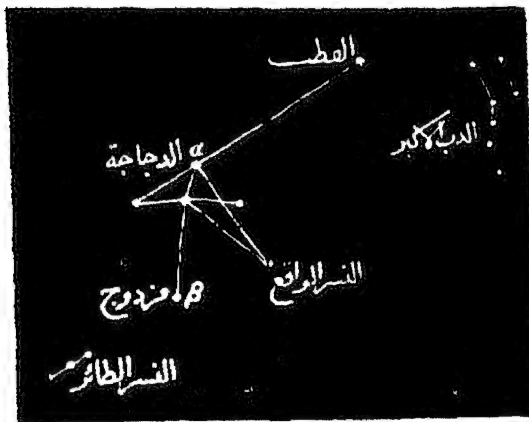 القطب
الدب الأكبر
الدجاجة α
النسر الواقع
β مزدوج
النسر الطائر